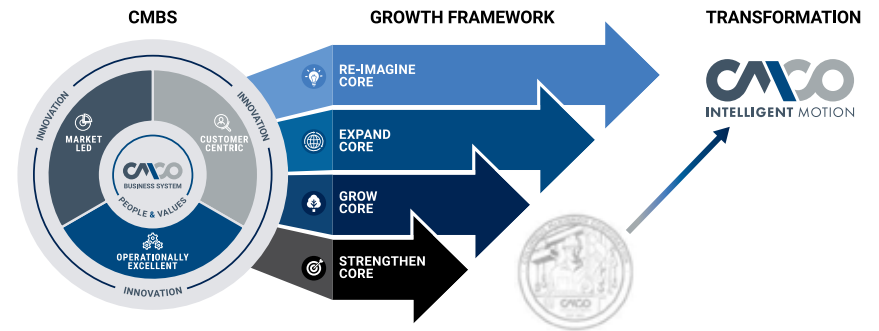 CMBS
GROWTH FRAMEWORK
TRANSFORMATION
INNOVATION
INNOVATION
INNOVATION
MARKET
LED
CUSTOMER
CENTRIC
CMCO
BUSINESS SYSTEM
PEOPLE & VALUES
OPERATIONALLY
EXCELLENT
RE-IMAGINE
CORE
EXPAND
CORE
GROW
CORE
STRENGTHEN
CORE
CMCO
CMCO
INTELLIGENT MOTION